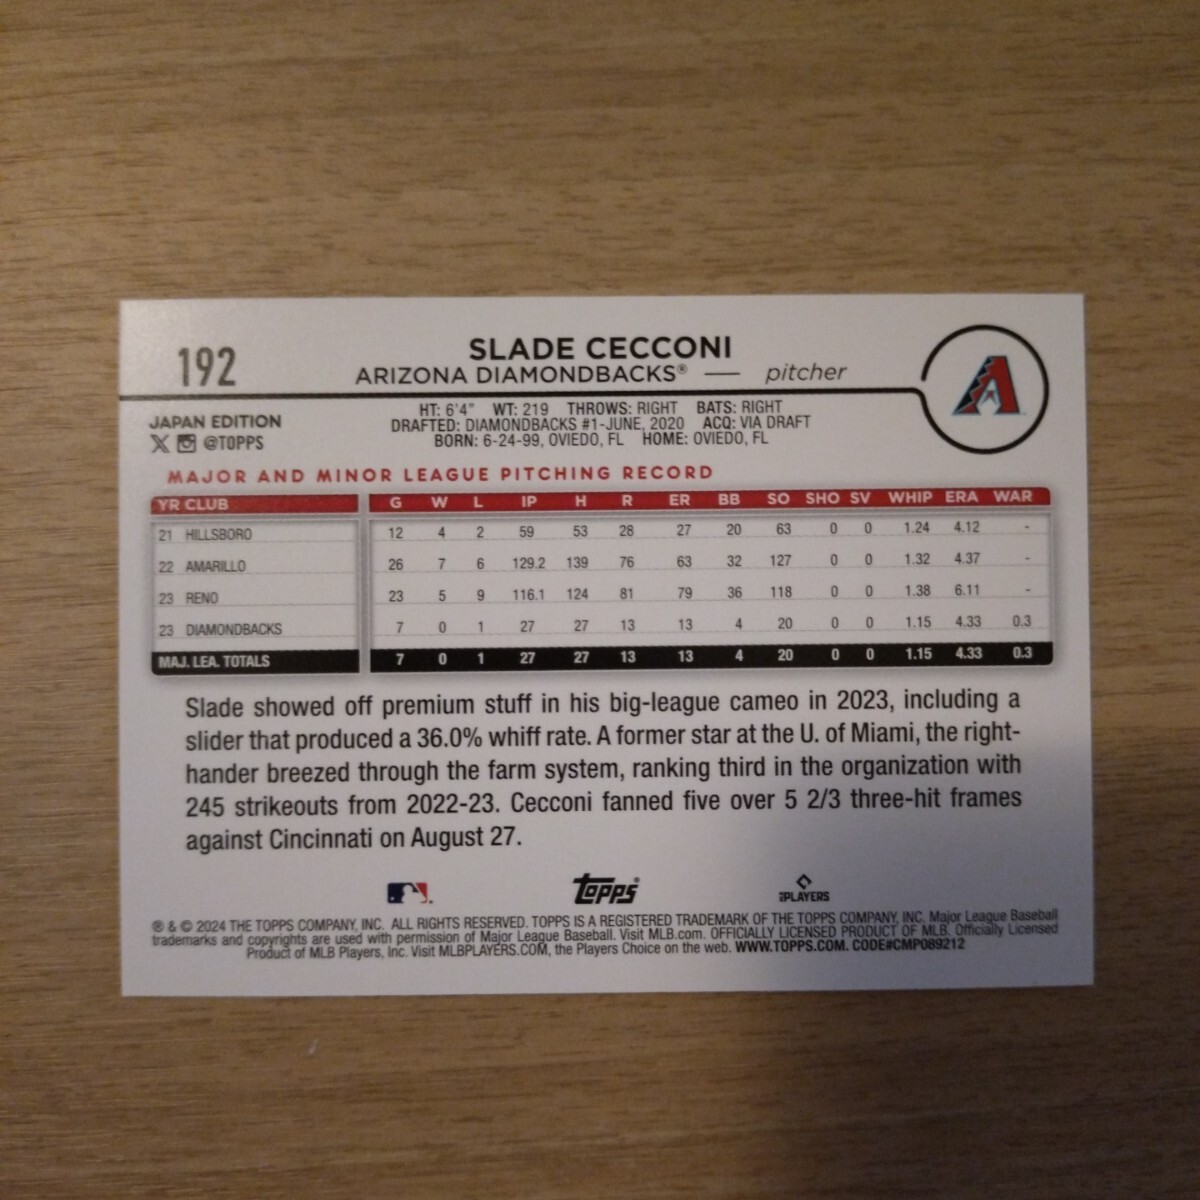 192
SLADE CECCONI
ARIZONA DIAMONDBACKS® — pitcher
A
JAPAN EDITION
X @TOPPS
HT: 6'4" WT: 219 THROWS: RIGHT BATS: RIGHT
DRAFTED: DIAMONDBACKS #1-JUNE, 2020 ACQ: VIA DRAFT
BORN: 6-24-99, OVIEDO, FL HOME: OVIEDO, FL
MAJOR AND MINOR LEAGUE PITCHING RECORD
YR CLUB G W L IP H R ER BB SO SHO SV WHIP ERA WAR
21 HILLSBORO 12 4 2 59 53 28 27 20 63 0 0 1.24 4.12 -
22 AMARILLO 26 7 6 129.2 139 76 63 32 127 0 0 1.32 4.37 -
23 RENO 23 5 9 116.1 124 81 79 36 118 0 0 1.38 6.11 -
23 DIAMONDBACKS 7 0 1 27 27 13 13 4 20 0 0 1.15 4.33 0.3
MAJ. LEA. TOTALS 7 0 1 27 27 13 13 4 20 0 0 1.15 4.33 0.3
Slade showed off premium stuff in his big-league cameo in 2023, including a
slider that produced a 36.0% whiff rate. A former star at the U. of Miami, the right-
hander breezed through the farm system, ranking third in the organization with
245 strikeouts from 2022-23. Cecconi fanned five over 5 2/3 three-hit frames
against Cincinnati on August 27.
Topps® PLAYERS
® & © 2024 THE TOPPS COMPANY, INC. ALL RIGHTS RESERVED. TOPPS IS A REGISTERED TRADEMARK OF THE TOPPS COMPANY, INC. Major League Baseball
trademarks and copyrights are used with permission of Major League Baseball. Visit MLB.com. OFFICIALLY LICENSED PRODUCT OF MLB. Officially Licensed
Product of MLB Players, Inc. Visit MLBPLAYERS.COM, the Players Choice on the web. WWW.TOPPS.COM. CODE#CMP089212